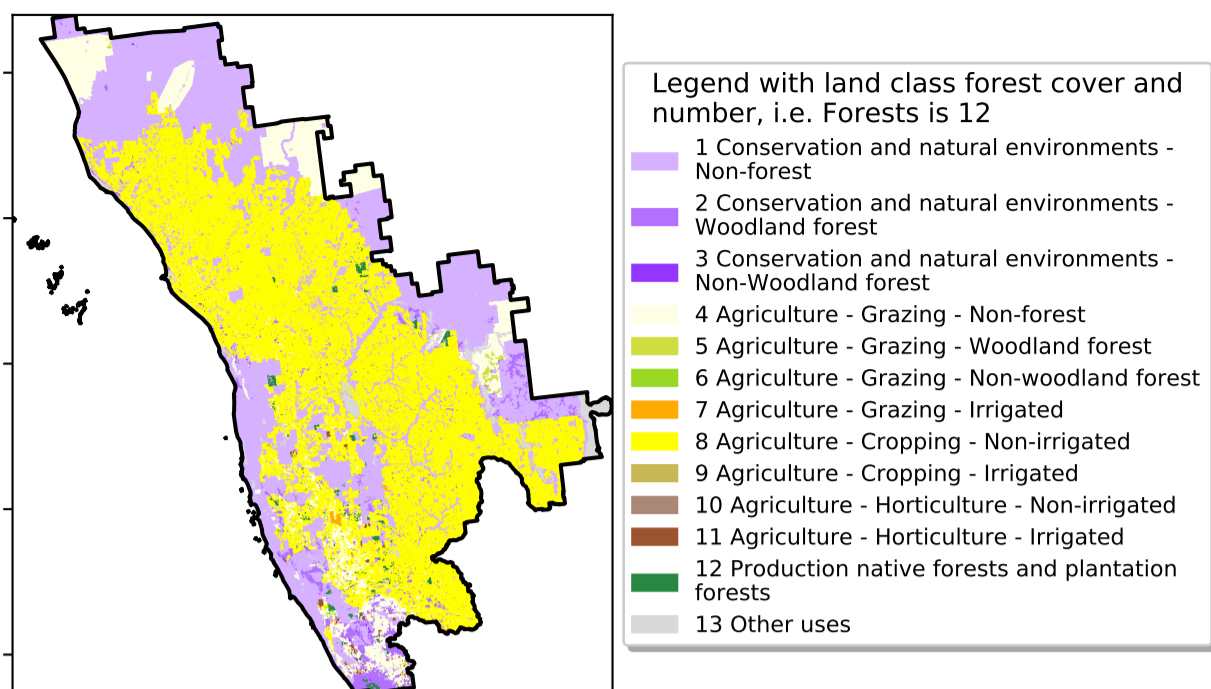 Legend with land class forest cover and
number, i.e. Forests is 12
1 Conservation and natural environments -
Non-forest
2 Conservation and natural environments -
Woodland forest
3 Conservation and natural environments -
Non-Woodland forest
4 Agriculture - Grazing - Non-forest
5 Agriculture - Grazing - Woodland forest
6 Agriculture - Grazing - Non-woodland forest
7 Agriculture - Grazing - Irrigated
8 Agriculture - Cropping - Non-irrigated
9 Agriculture - Cropping - Irrigated
10 Agriculture - Horticulture - Non-irrigated
11 Agriculture - Horticulture - Irrigated
12 Production native forests and plantation
forests
13 Other uses